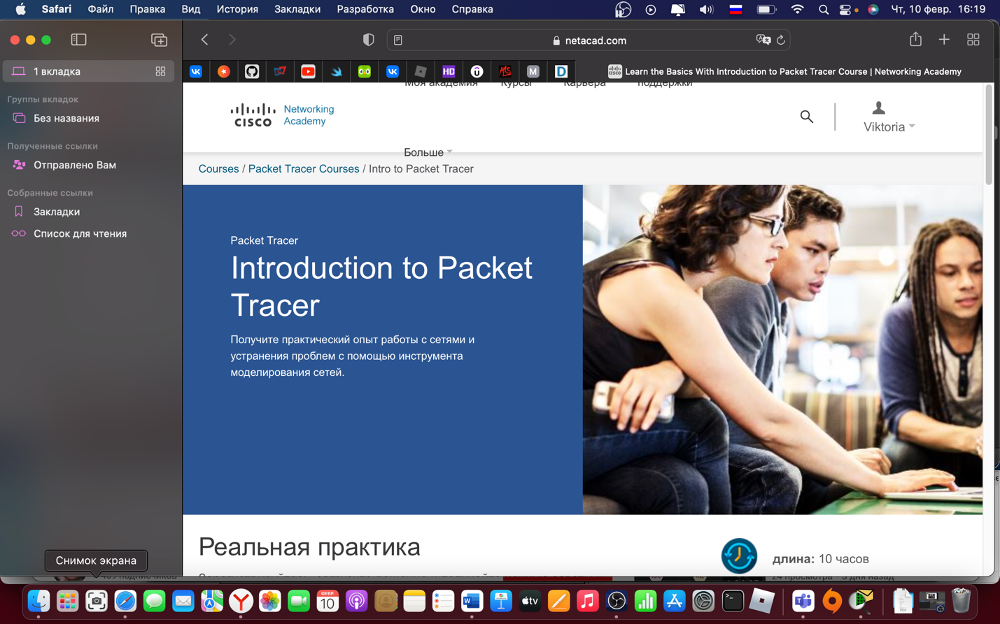 Safari Файл Правка Вид История Закладки Разработка Окно Справка Чт, 10 февр. 16:19
netacad.com
1 вкладка
Learn the Basics With Introduction to Packet Tracer Course | Networking Academy
Группы вкладок
Без названия
Полученные ссылки
Отправлено Вам
Собранные ссылки
Закладки
Список для чтения
Моя академия Курсы Карьера поддержки
cisco Networking Academy
Viktoria
Больше
Courses / Packet Tracer Courses / Intro to Packet Tracer
Packet Tracer
Introduction to Packet
Tracer
Получите практический опыт работы с сетями и
устранения проблем с помощью инструмента
моделирования сетей.
Реальная практика
длина: 10 часов
Снимок экрана
ФЕВР.
10
tv